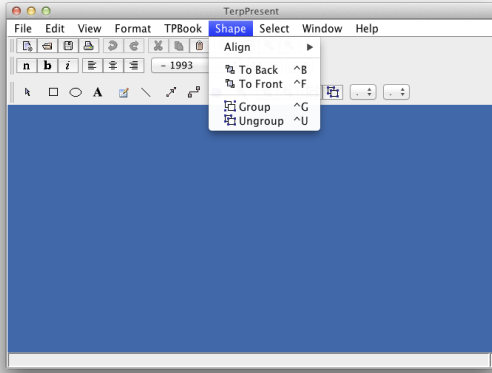 TerpPresent
File Edit View Format TPBook Shape Select Window Help
Align
n b i – 1993
To Back ^B
To Front ^F
A
Group ^G
Ungroup ^U